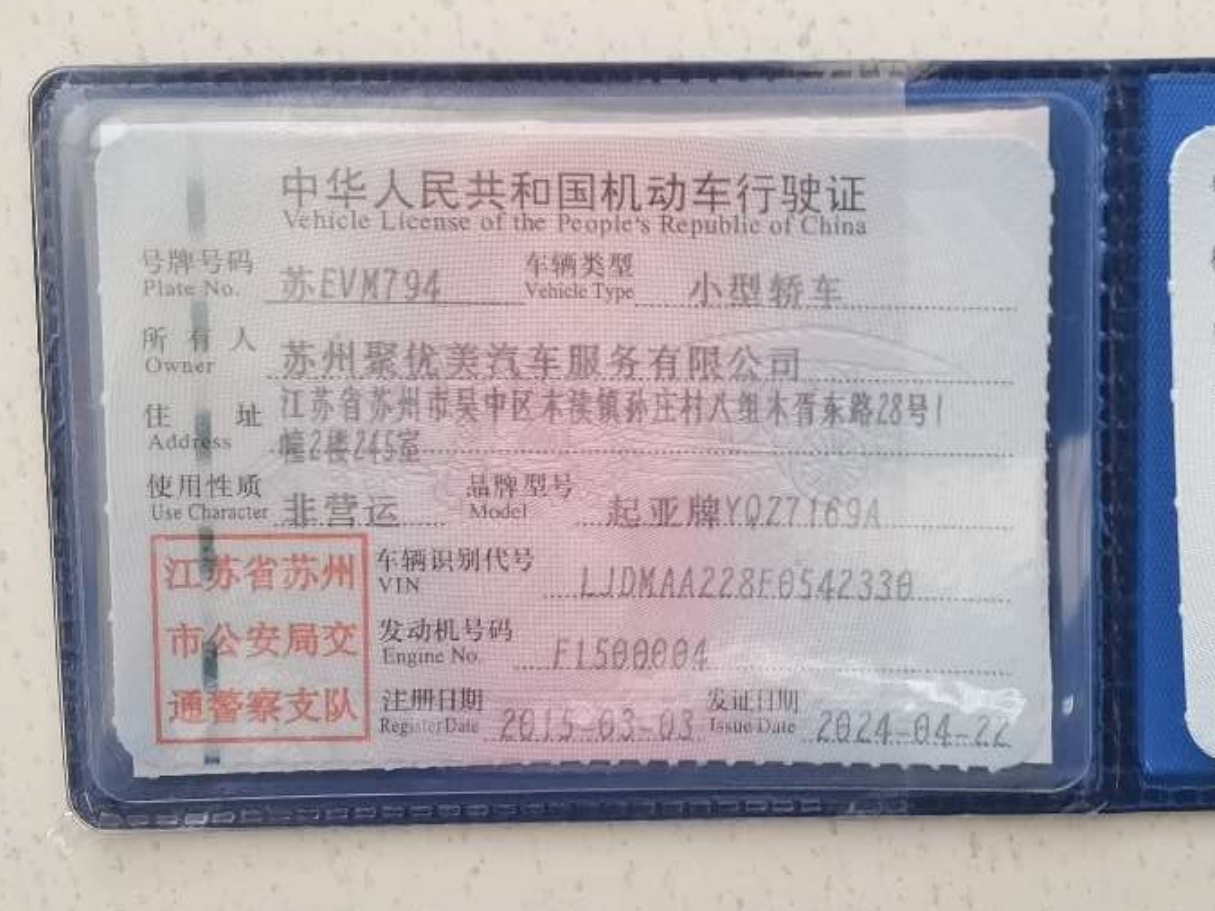 中华人民共和国机动车行驶证
Vehicle License of the People's Republic of China
号牌号码 苏EVM794 车辆类型 小型轿车
Plate No. Vehicle Type
所有人 苏州聚优美汽车服务有限公司
Owner
住址 江苏省苏州市吴中区木渎镇孙庄村八组木胥东路28号1
Address 幢2楼245室
使用性质 非营运 品牌型号 起亚牌YQZ7169A
Use Character Model
江苏省苏州
市公安局交
通警察支队
车辆识别代号 LJDMAA228F0542330
VIN
发动机号码 F1500004
Engine No.
注册日期 2015-03-03 发证日期 2024-04-22
Register Date Issue Date